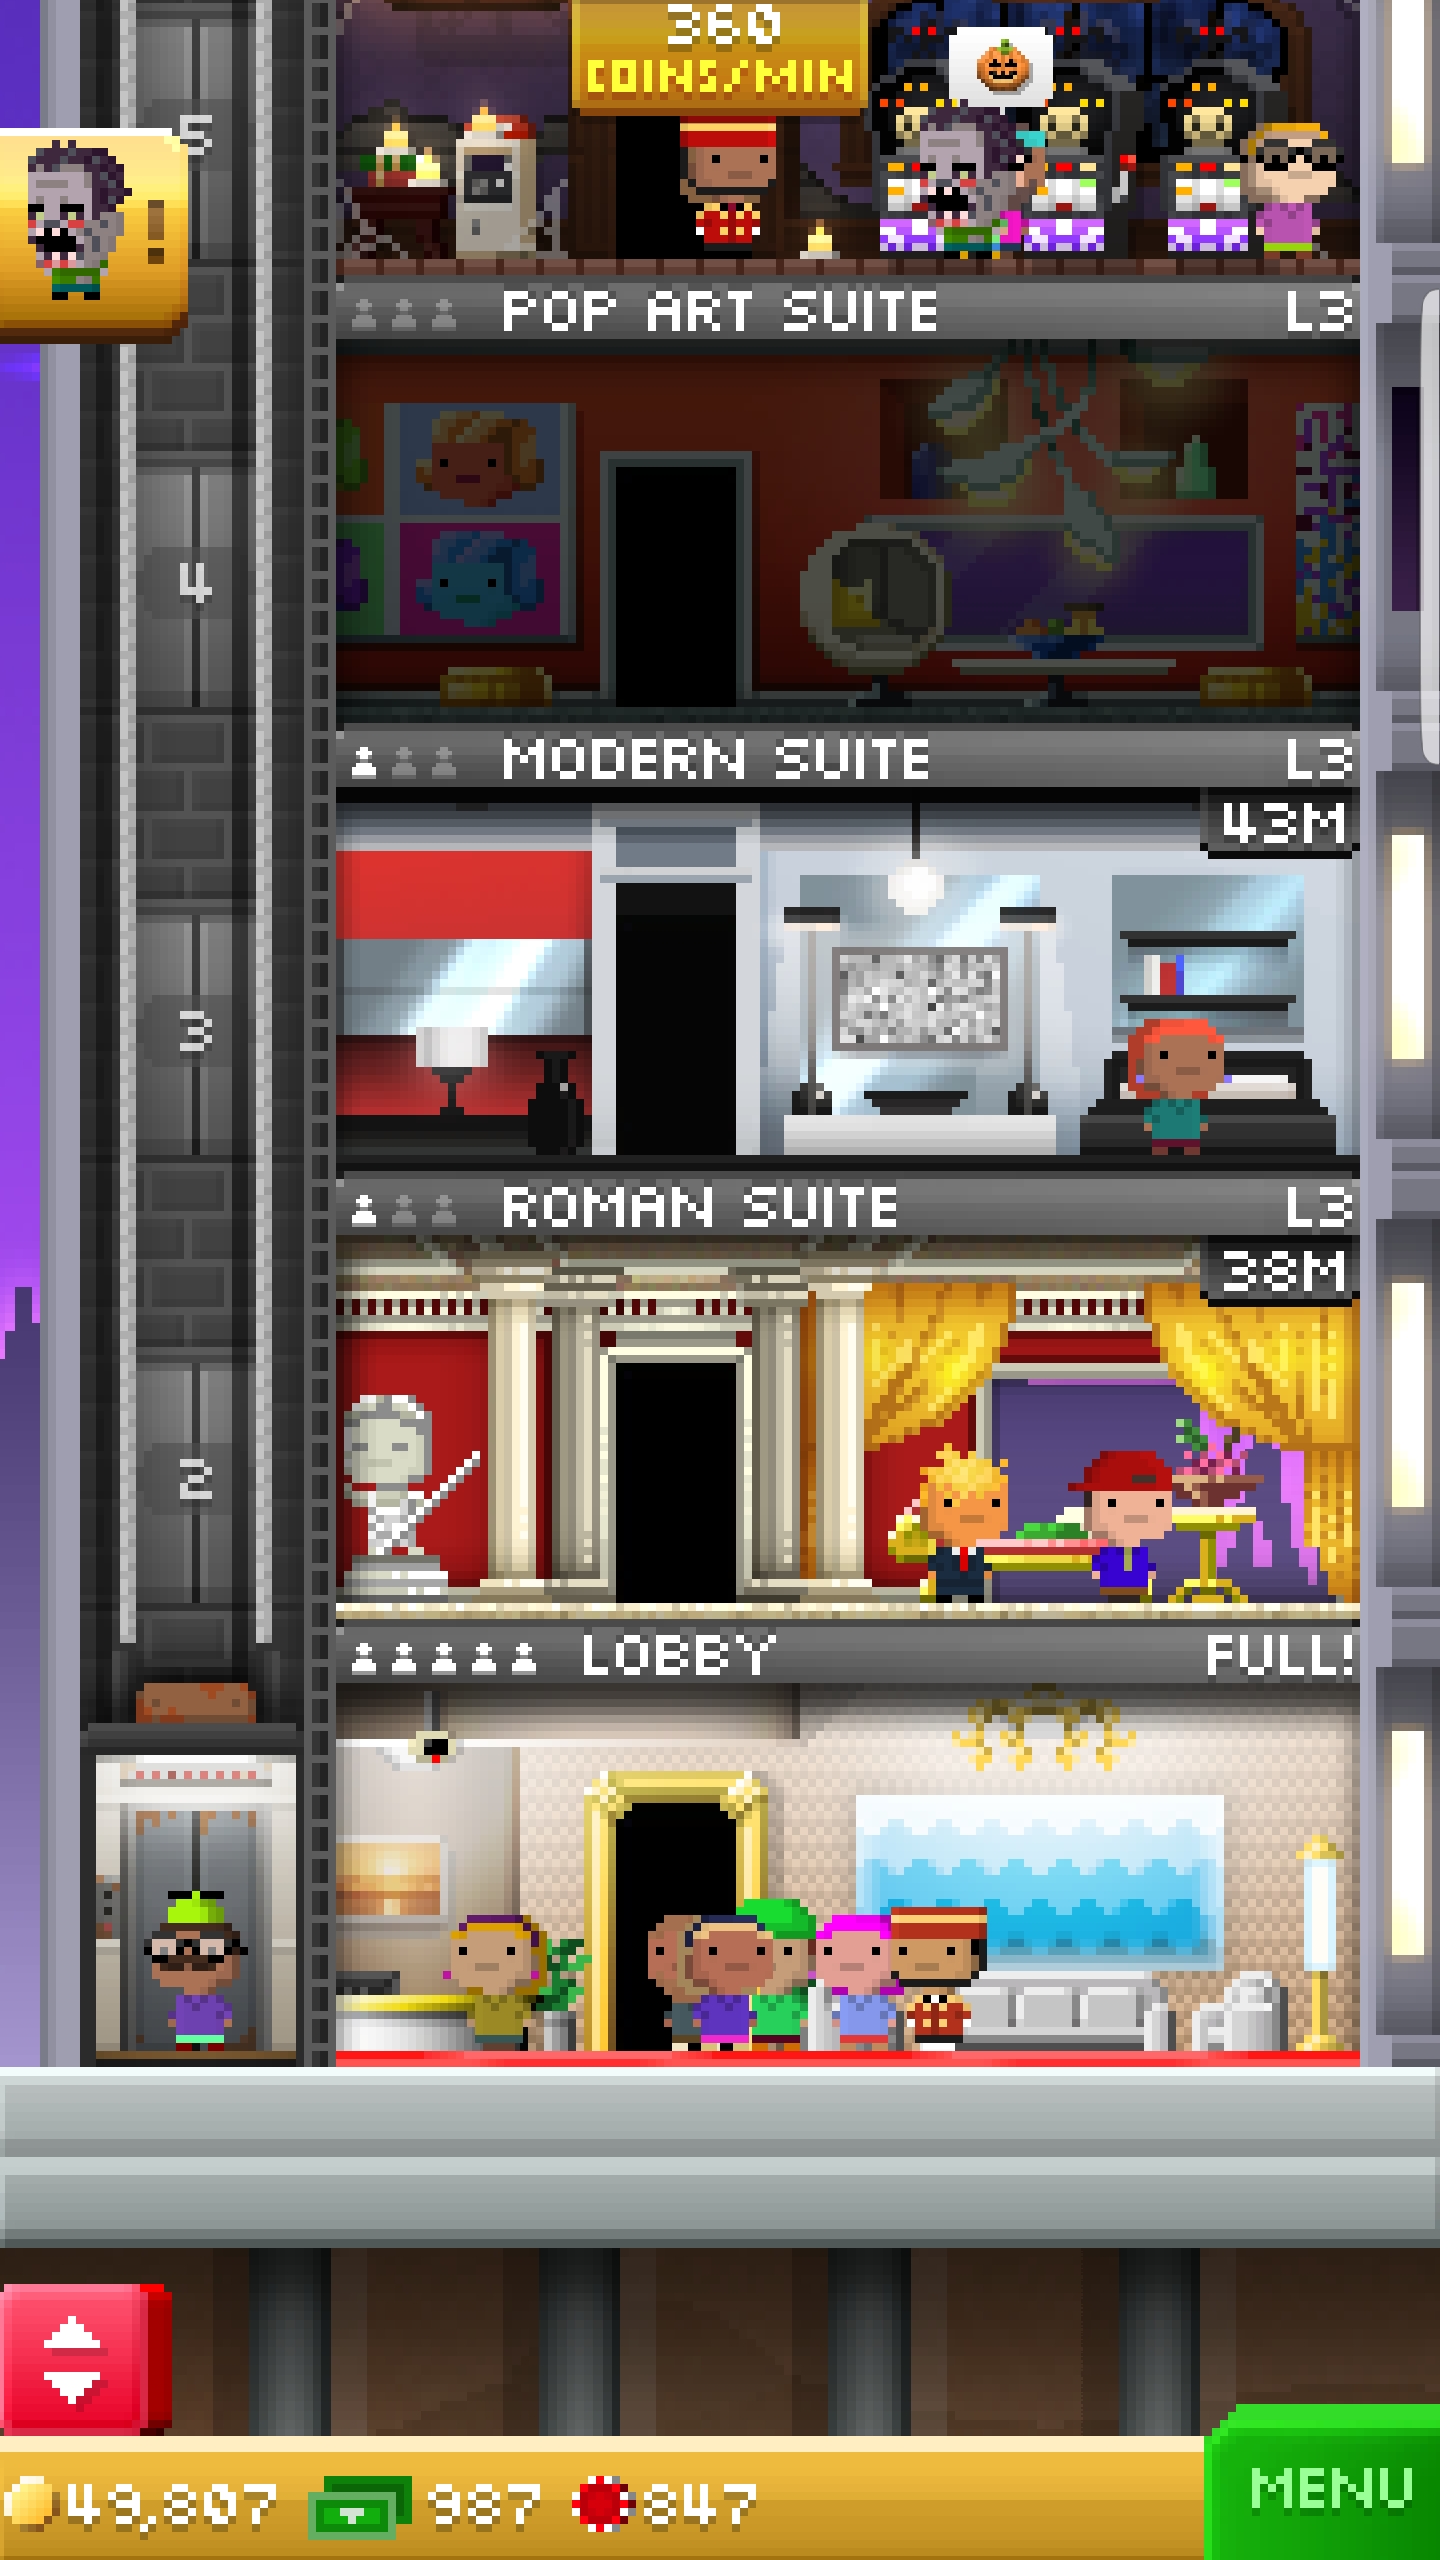 360
COINS/MIN
5
!
POP ART SUITE L3
4
MODERN SUITE L3
43M
3
ROMAN SUITE L3
38M
2
LOBBY FULL!
MENU
49,807 987 847